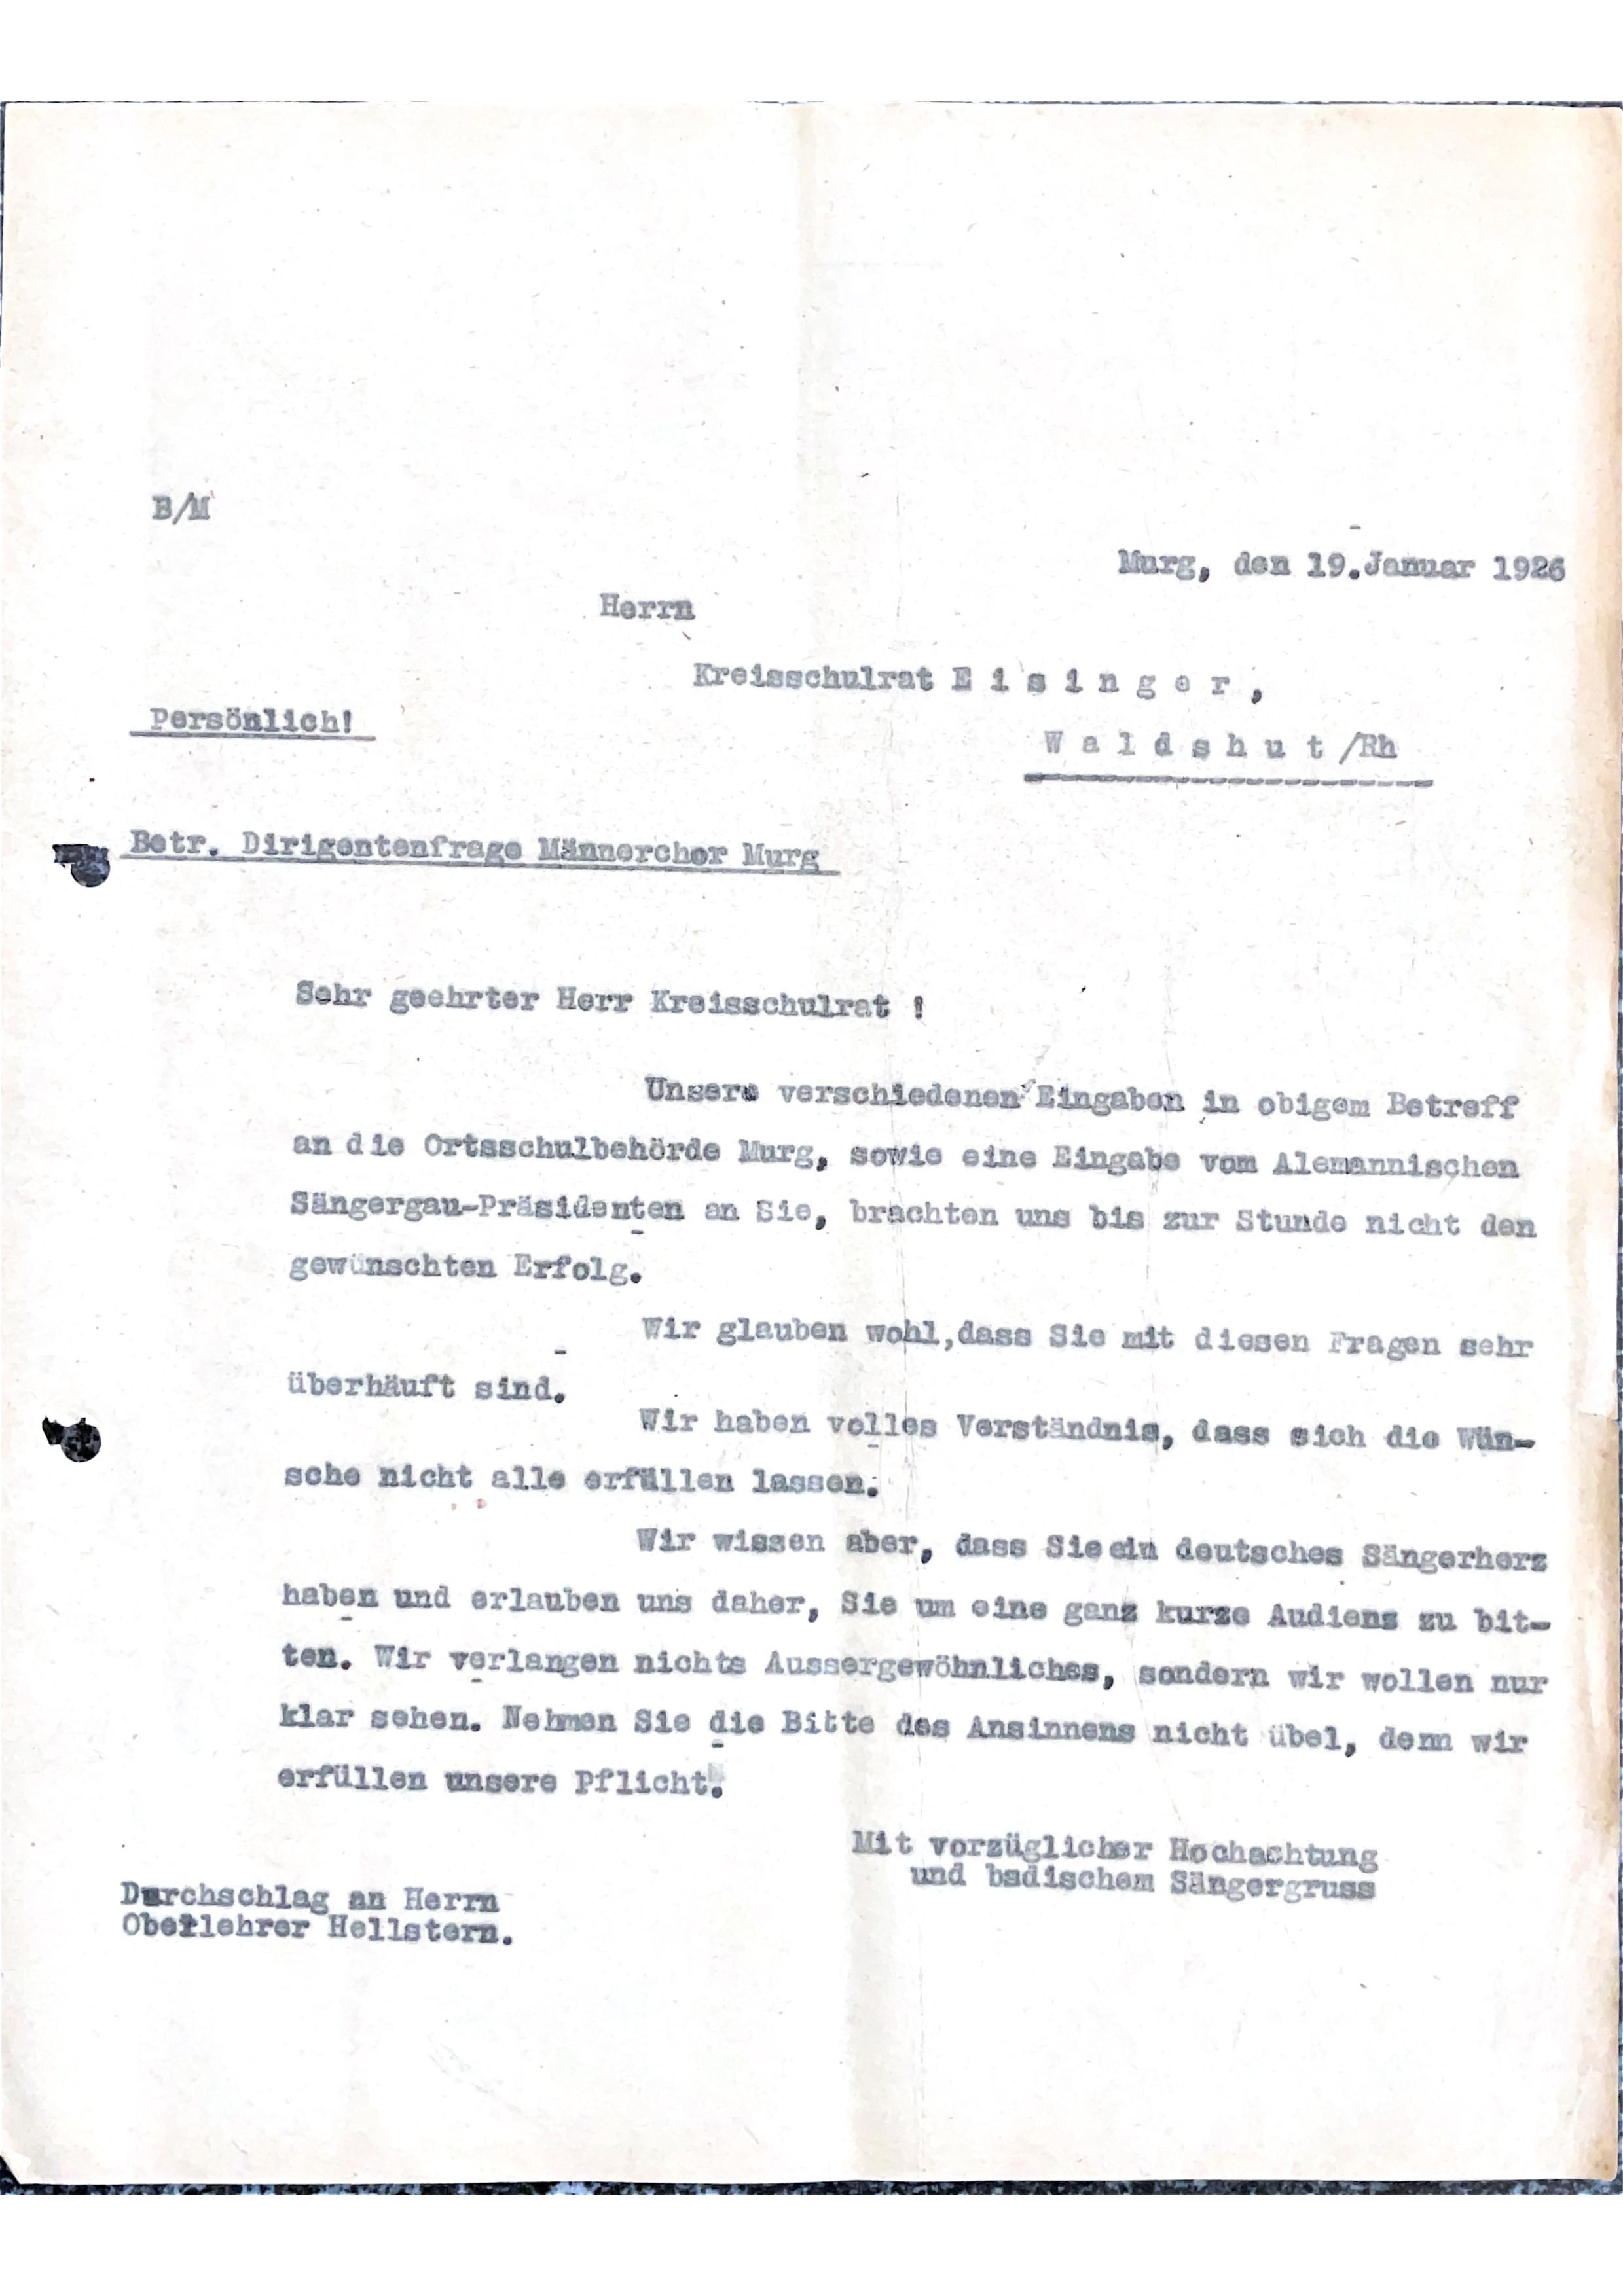 B/M
Murg, den 19.Januar 1926
Herrn
Kreisschulrat E i s i n g e r ,
Persönlich!
W a l d s h u t /Rh
Betr. Dirigentenfrage Männerchor Murg
Sehr geehrter Herr Kreisschulrat !
Unsere verschiedenen Eingaben in obigem Betreff
an die Ortsschulbehörde Murg, sowie eine Eingabe vom Alemannischen
Sängergau-Präsidenten an Sie, brachten uns bis zur Stunde nicht den
gewünschten Erfolg.
Wir glauben wohl,dass Sie mit diesen Fragen sehr
überhäuft sind.
Wir haben volles Verständnis, dass sich die Wün-
sche nicht alle erfüllen lassen.
Wir wissen aber, dass Sie ein deutsches Sängerherz
haben und erlauben uns daher, Sie um eine ganz kurze Audienz zu bit-
ten. Wir verlangen nichts Aussergewöhnliches, sondern wir wollen nur
klar sehen. Nehmen Sie die Bitte des Ansinnens nicht übel, denn wir
erfüllen unsere Pflicht.
Mit vorzüglicher Hochachtung
und badischem Sängergruss
Durchschlag an Herrn
Oberlehrer Hellstern.